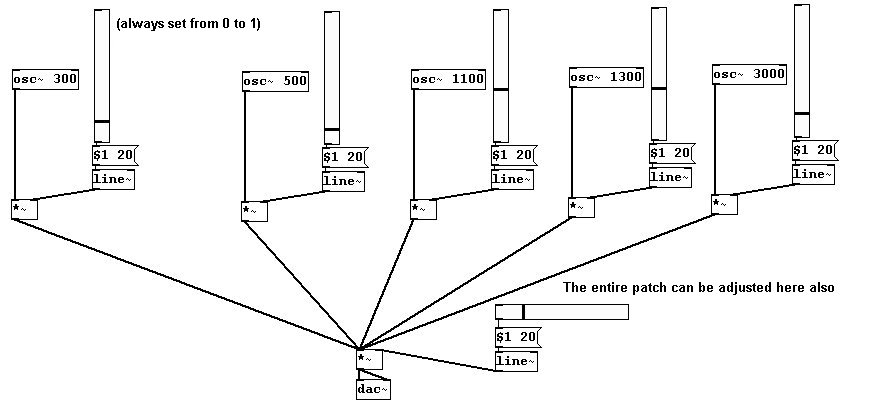 (always set from 0 to 1)
osc~ 300
osc~ 500
osc~ 1100
osc~ 1300
osc~ 3000
$1 20
$1 20
$1 20
$1 20
$1 20
line~
line~
line~
line~
line~
*~
*~
*~
*~
*~
The entire patch can be adjusted here also
$1 20
*~
line~
dac~